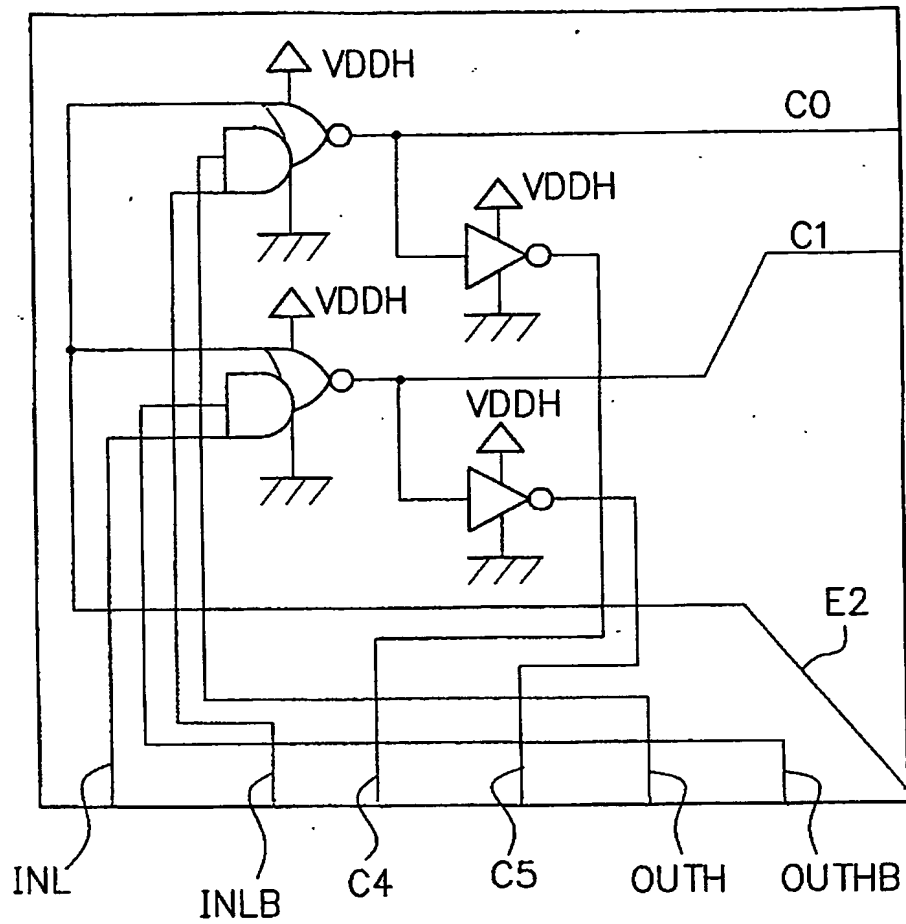 VDDH
C0
VDDH
C1
VDDH
VDDH
E2
INL
INLB
C4
C5
OUTH
OUTHB